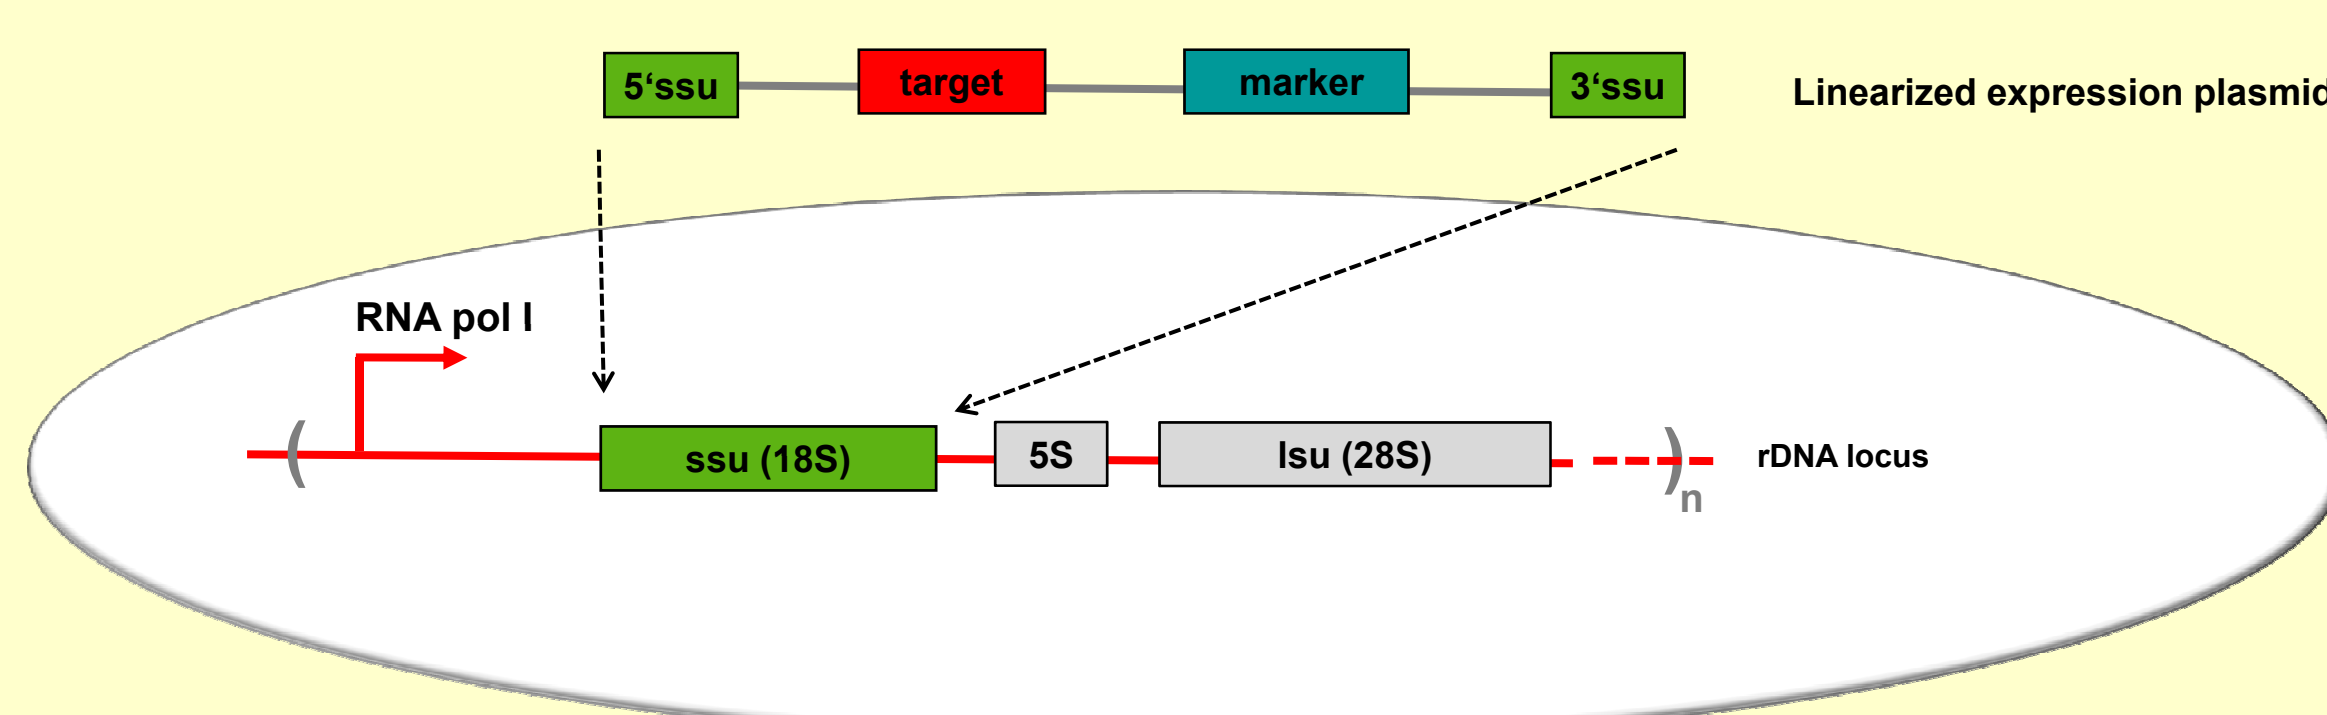 5‘ssu target marker 3‘ssu Linearized expression plasmid
RNA pol I
ssu (18S) 5S lsu (28S) rDNA locus
( )n